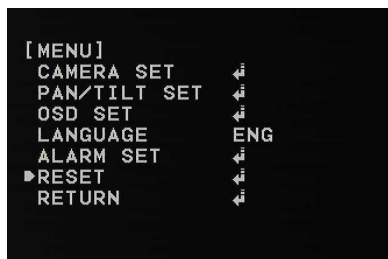 [MENU]
CAMERA SET ↲
PAN/TILT SET ↲
OSD SET ↲
LANGUAGE ENG
ALARM SET ↲
RESET ↲
RETURN ↲